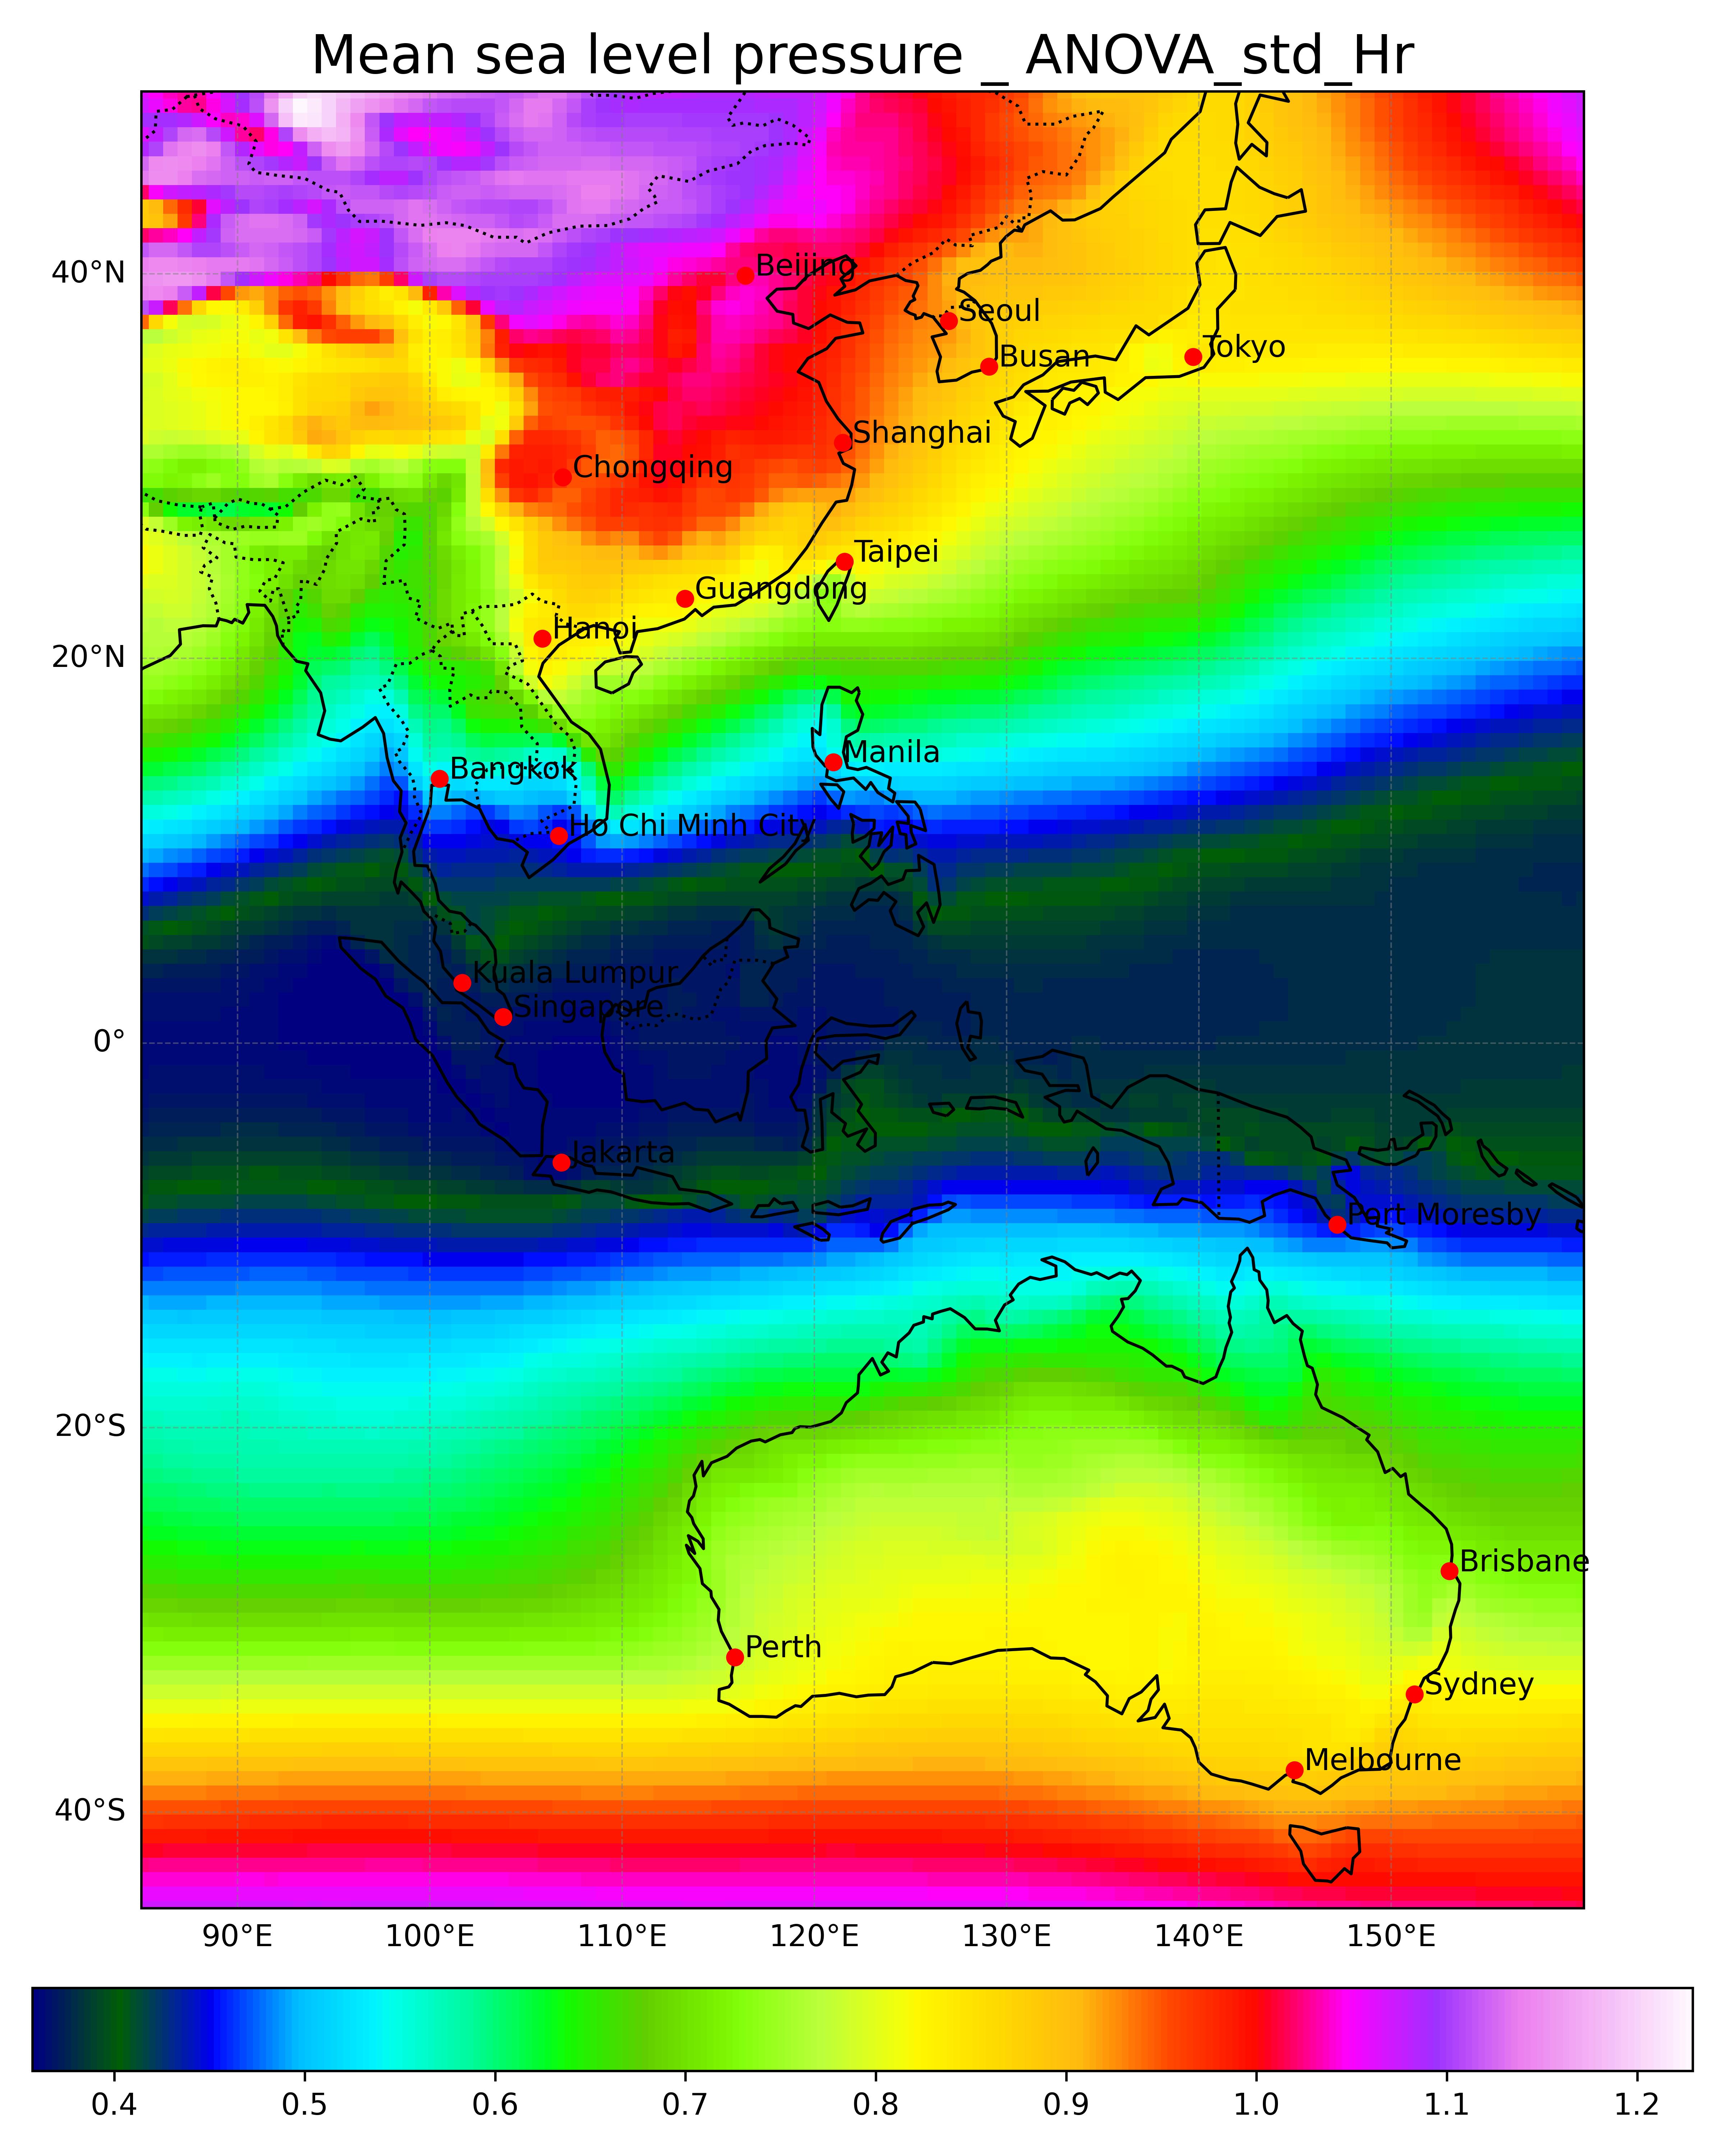 Mean sea level pressure _ ANOVA_std_Hr
40°N
20°N
0°
20°S
40°S
Beijing
Seoul
Busan
Tokyo
Shanghai
Chongqing
Taipei
Guangdong
Hanoi
Manila
Bangkok
Ho Chi Minh City
Kuala Lumpur
Singapore
Jakarta
Port Moresby
Brisbane
Perth
Sydney
Melbourne
90°E 100°E 110°E 120°E 130°E 140°E 150°E
0.4 0.5 0.6 0.7 0.8 0.9 1.0 1.1 1.2